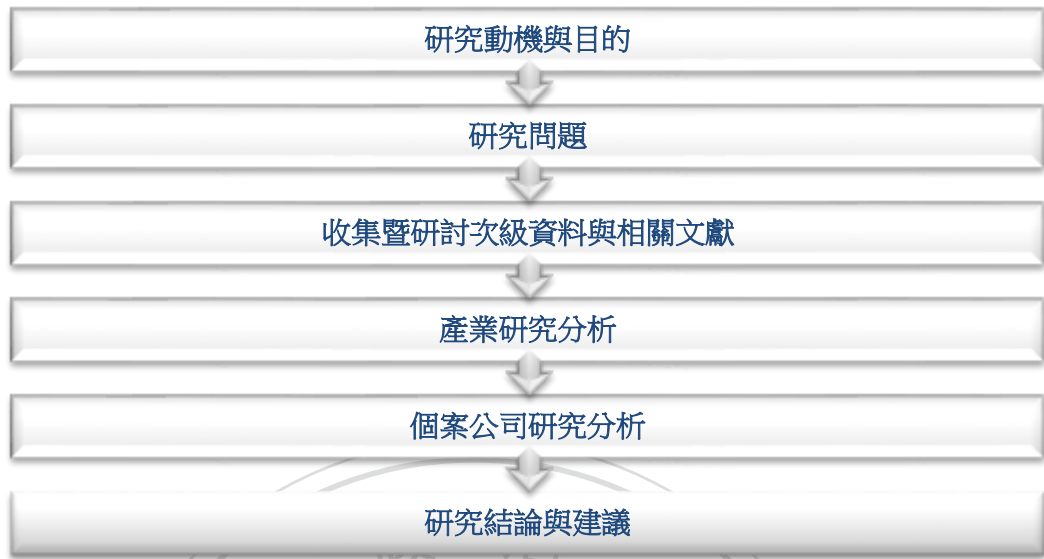 研究動機與目的
研究問題
收集暨研討次級資料與相關文獻
產業研究分析
個案公司研究分析
研究結論與建議